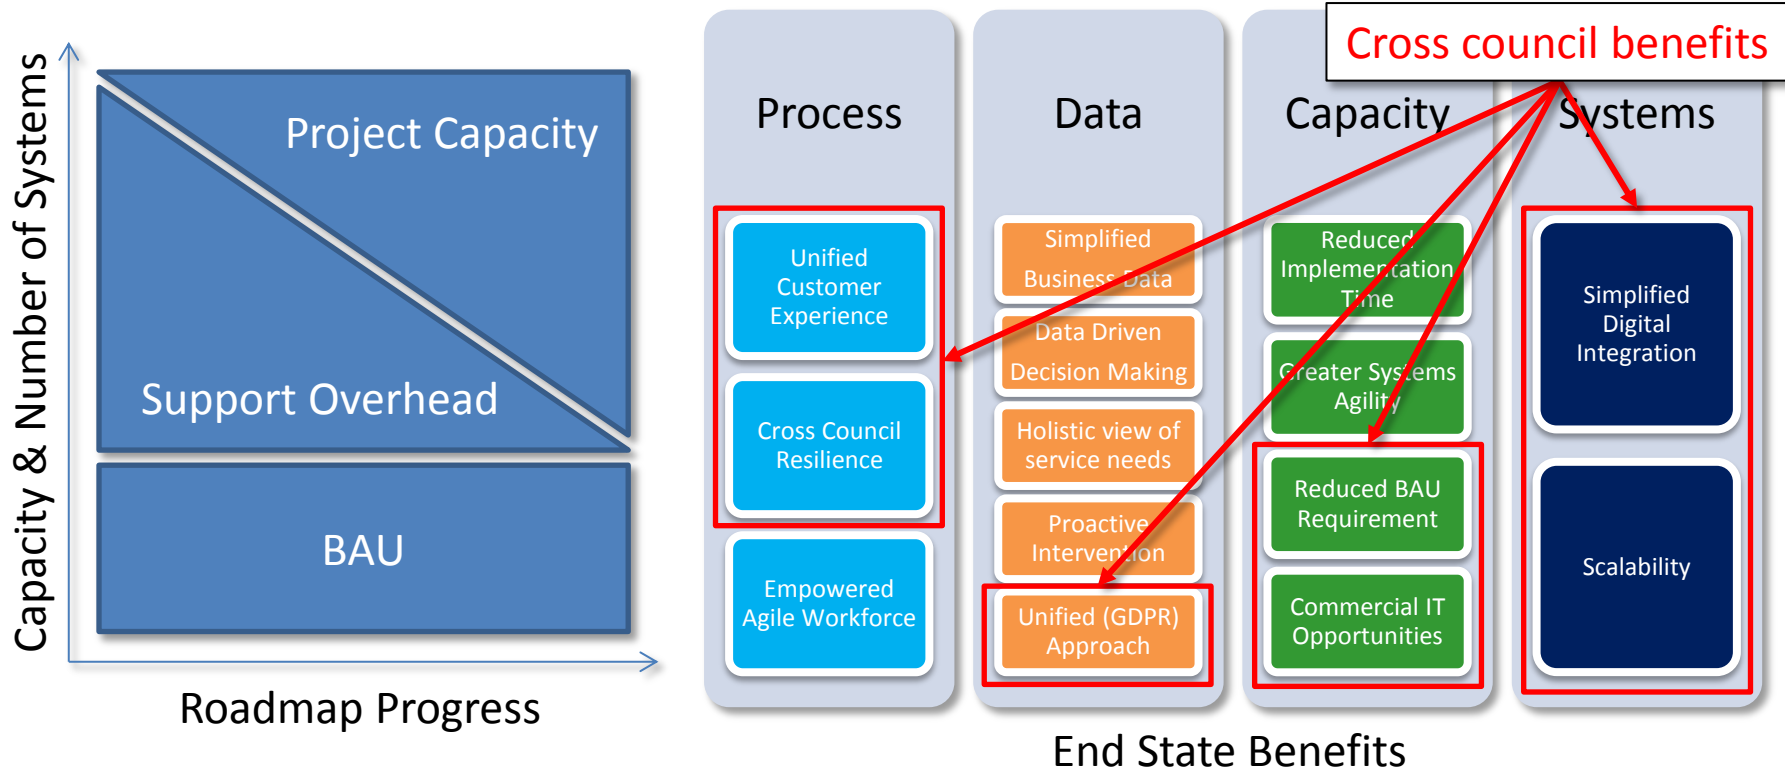 Capacity & Number of Systems
Project Capacity
Support Overhead
BAU
Roadmap Progress
Cross council benefits
Process
Unified
Customer
Experience
Cross Council
Resilience
Empowered
Agile Workforce
Data
Simplified
Business Data
Data Driven
Decision Making
Holistic view of
service needs
Proactive
Intervention
Unified (GDPR)
Approach
Capacity
Reduced
Implementation
Time
Greater Systems
Agility
Reduced BAU
Requirement
Commercial IT
Opportunities
Systems
Simplified
Digital
Integration
Scalability
End State Benefits